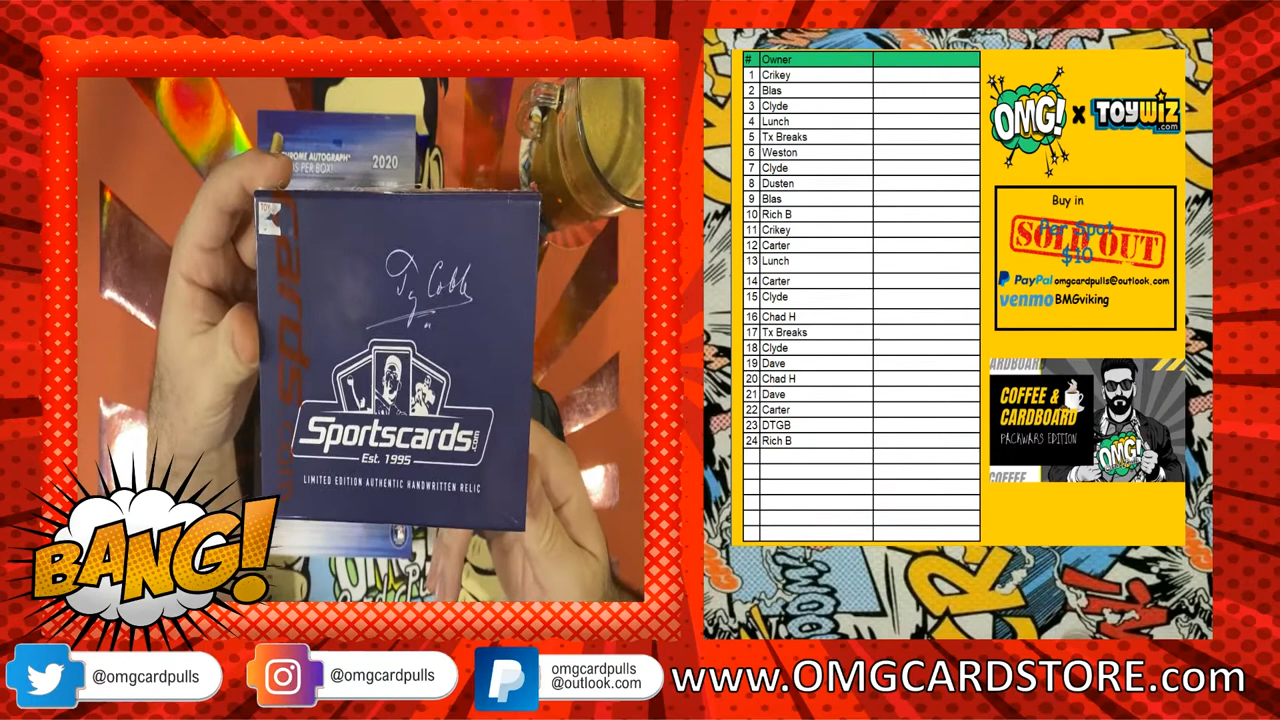 CHROME AUTOGRAPH
PER BOX!
2020
TOY
cards.com
Ty Cobb
Sportscards.com
Est. 1995
LIMITED EDITION AUTHENTIC HANDWRITTEN RELIC
BANG!
# Owner
1 Crikey
2 Blas
3 Clyde
4 Lunch
5 Tx Breaks
6 Weston
7 Clyde
8 Dusten
9 Blas
10 Rich B
11 Crikey
12 Carter
13 Lunch
14 Carter
15 Clyde
16 Chad H
17 Tx Breaks
18 Clyde
19 Dave
20 Chad H
21 Dave
22 Carter
23 DTGB
24 Rich B
OMG! x TOYWIZ
.com
Buy in
Per Spot
SOLD OUT
$10
PayPal omgcardpulls@outlook.com
venmo BMGviking
CARDBOARD
COFFEE &
CARDBOARD
PACKWARS EDITION
OMG!
COFFEE
@omgcardpulls
@omgcardpulls
omgcardpulls
@outlook.com
www.OMGCARDSTORE.com